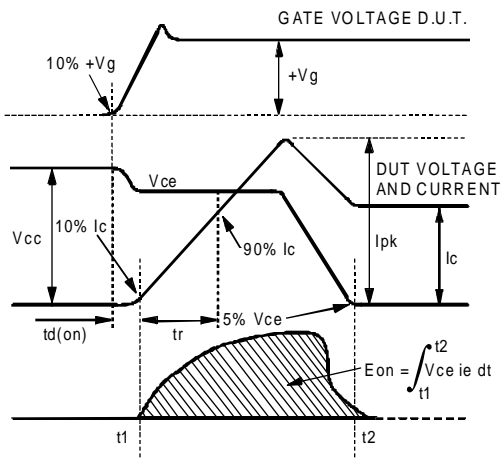 GATE VOLTAGE D.U.T.
10% +Vg
+Vg
Vce
DUT VOLTAGE
AND CURRENT
Vcc
10% Ic
90% Ic
Ipk
Ic
td(on)
tr
5% Vce
Eon = ∫ Vce ie dt
t2
t1
t1
t2